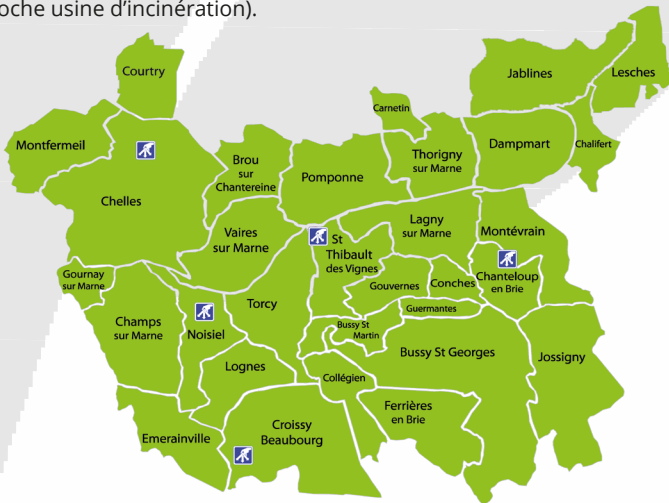 oche usine d'incinération).
Courtry
Jablines
Lesches
Carnetin
Montfermeil
Brou
sur
Chantereine
Pomponne
Thorigny
sur Marne
Dampmart
Chalifert
Chelles
Vaires
sur Marne
St
Thibault
des Vignes
Lagny
sur Marne
Montévrain
Gournay
sur Marne
Gouvernes
Conches
Chanteloup
en Brie
Champs
sur Marne
Noisiel
Torcy
Guermantes
Bussy St
Martin
Bussy St Georges
Jossigny
Lognes
Collégien
Ferrières
en Brie
Emerainville
Croissy
Beaubourg